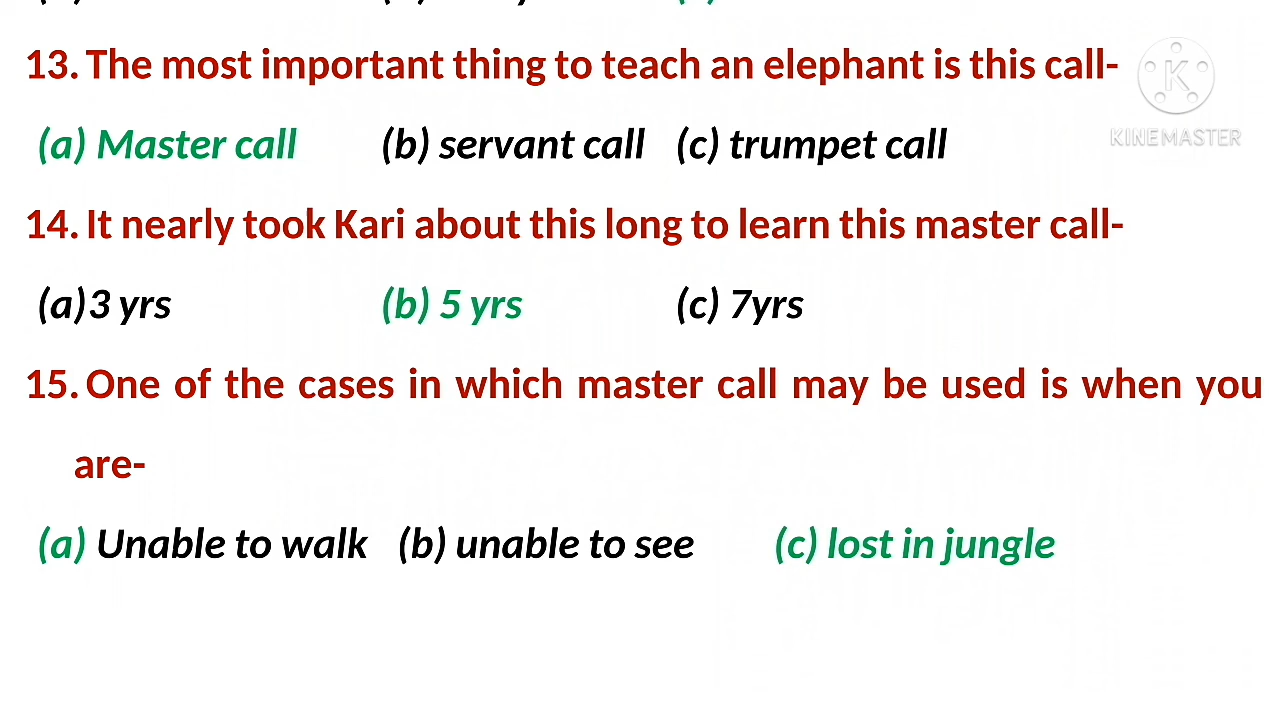 13. The most important thing to teach an elephant is this call-
KINEMASTER
(a) Master call (b) servant call (c) trumpet call
14. It nearly took Kari about this long to learn this master call-
(a)3 yrs (b) 5 yrs (c) 7yrs
15. One of the cases in which master call may be used is when you
are-
(a) Unable to walk (b) unable to see (c) lost in jungle